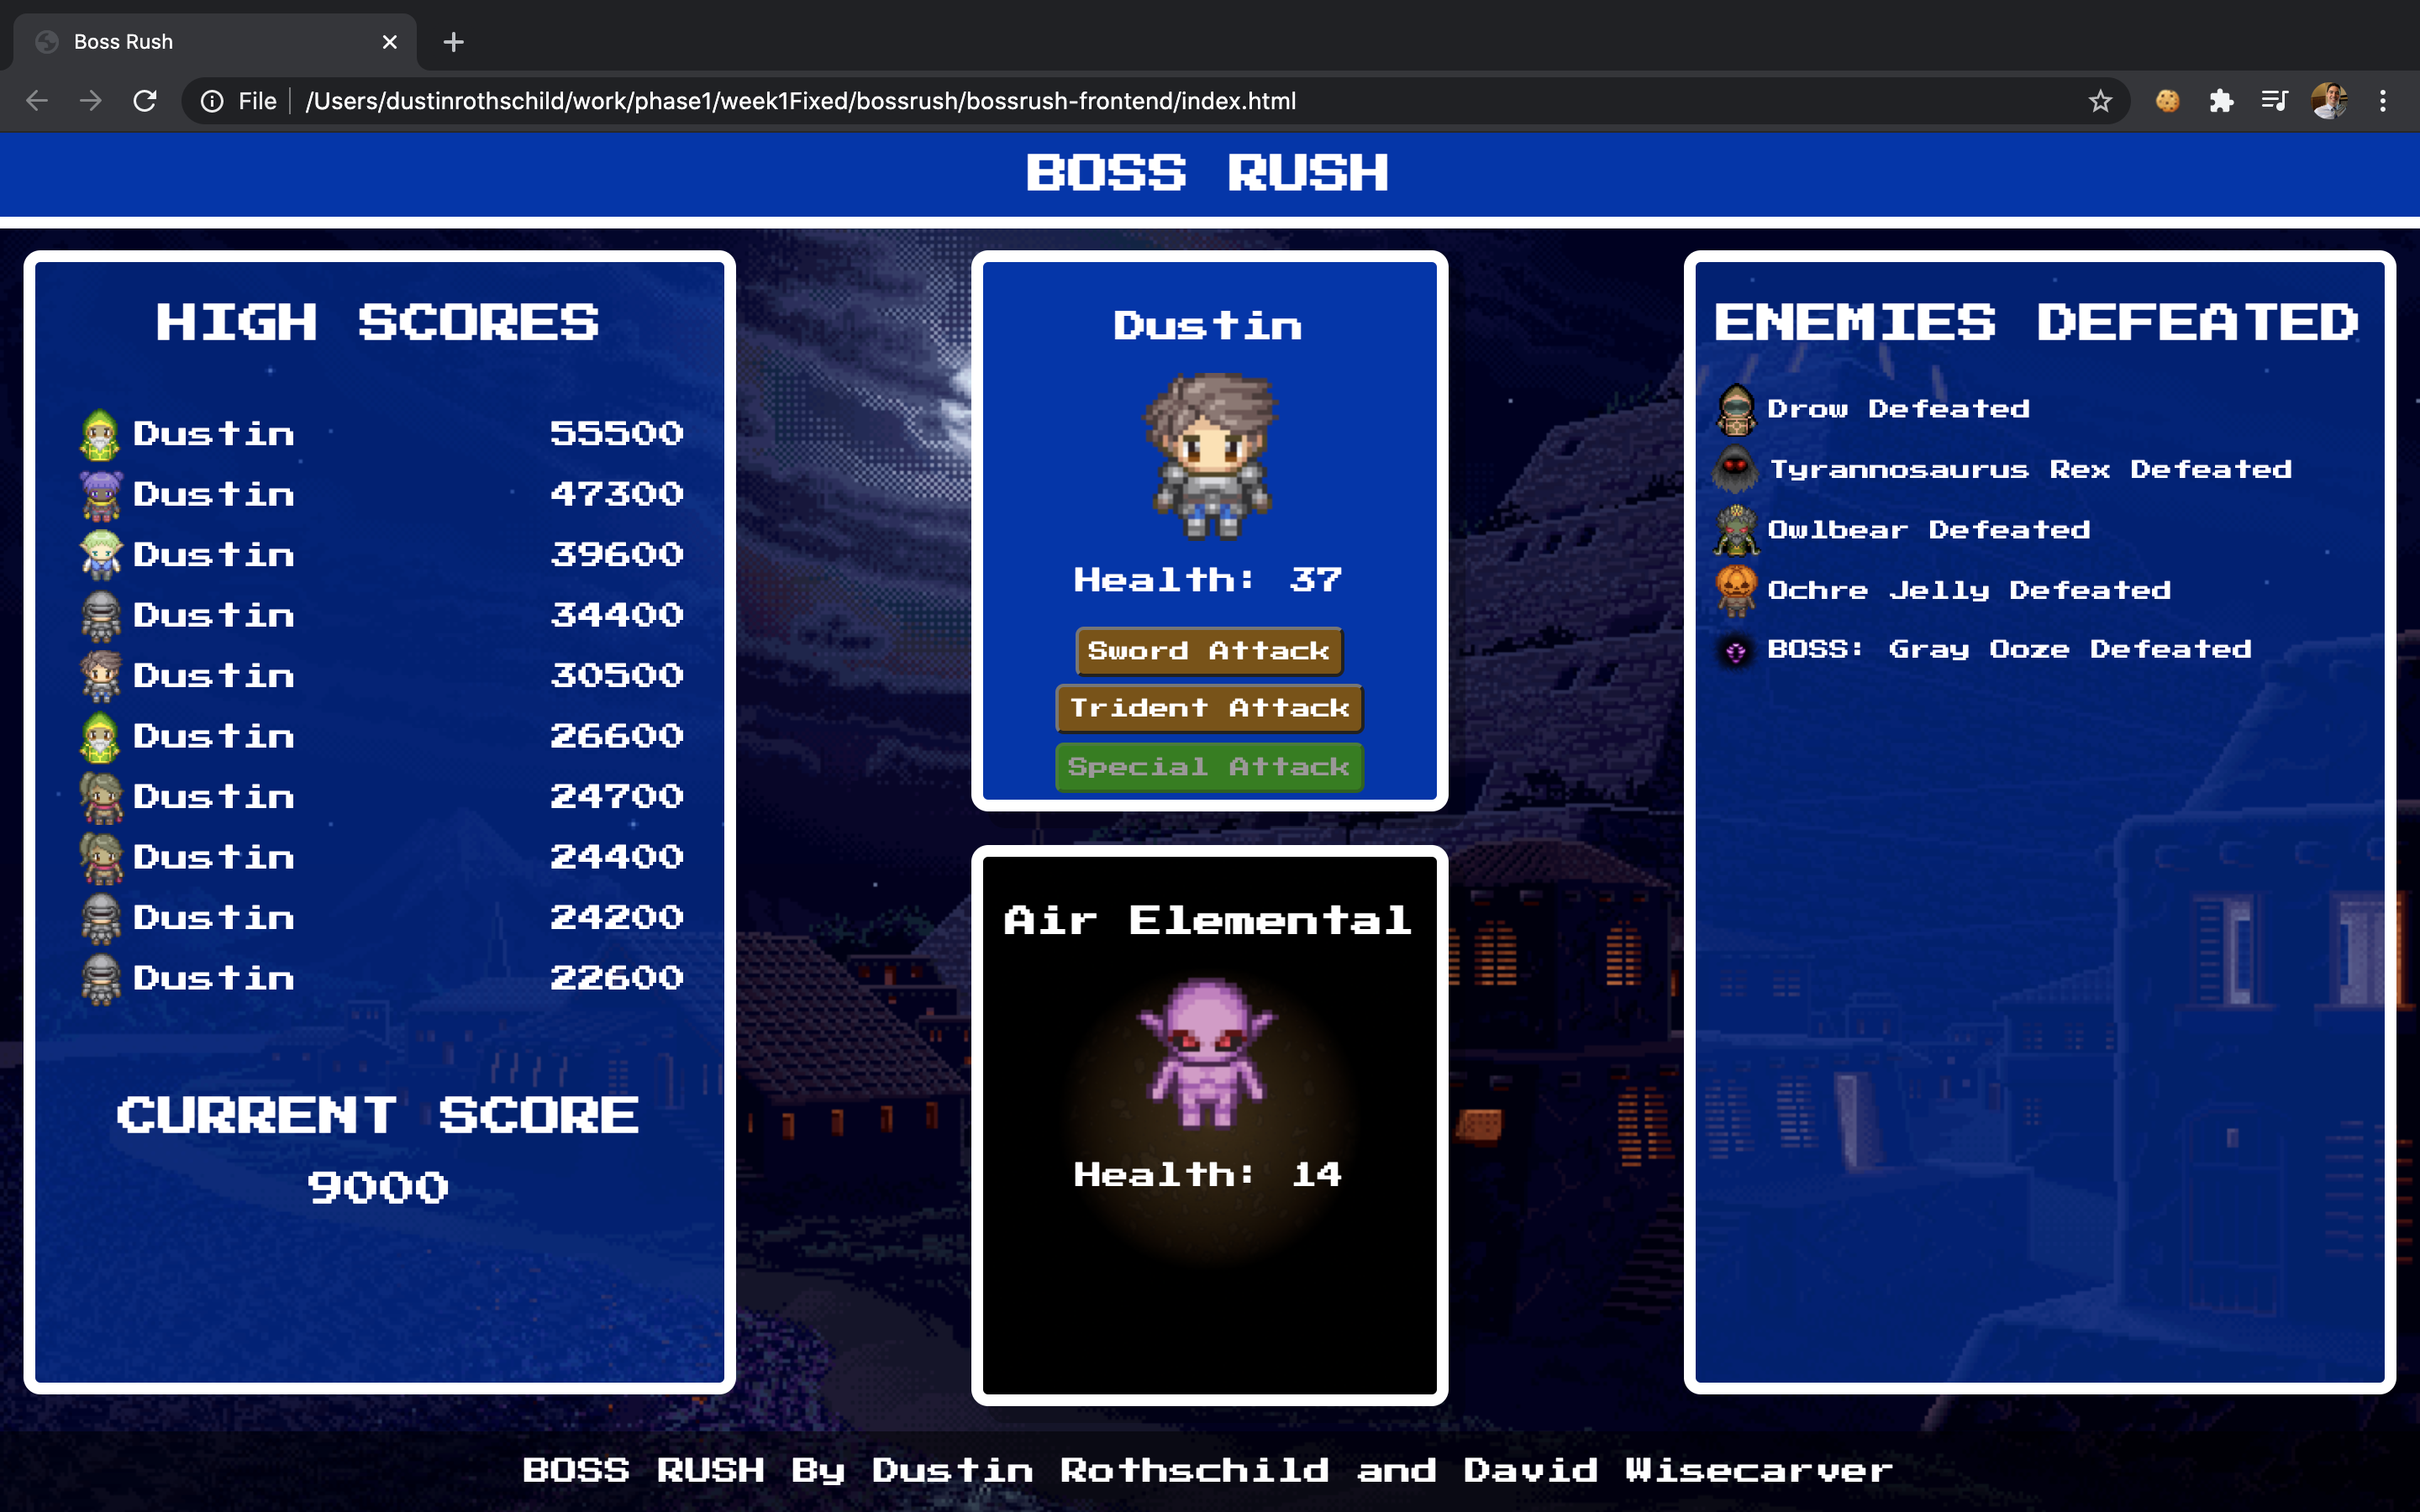 Boss Rush
File /Users/dustinrothschild/work/phase1/week1Fixed/bossrush/bossrush-frontend/index.html
BOSS RUSH
HIGH SCORES
Dustin 55500
Dustin 47300
Dustin 39600
Dustin 34400
Dustin 30500
Dustin 26600
Dustin 24700
Dustin 24400
Dustin 24200
Dustin 22600
CURRENT SCORE
9000
Dustin
Health: 37
Sword Attack
Trident Attack
Special Attack
Air Elemental
Health: 14
ENEMIES DEFEATED
Drow Defeated
Tyrannosaurus Rex Defeated
Owlbear Defeated
Ochre Jelly Defeated
BOSS: Gray Ooze Defeated
BOSS RUSH By Dustin Rothschild and David Wisecarver